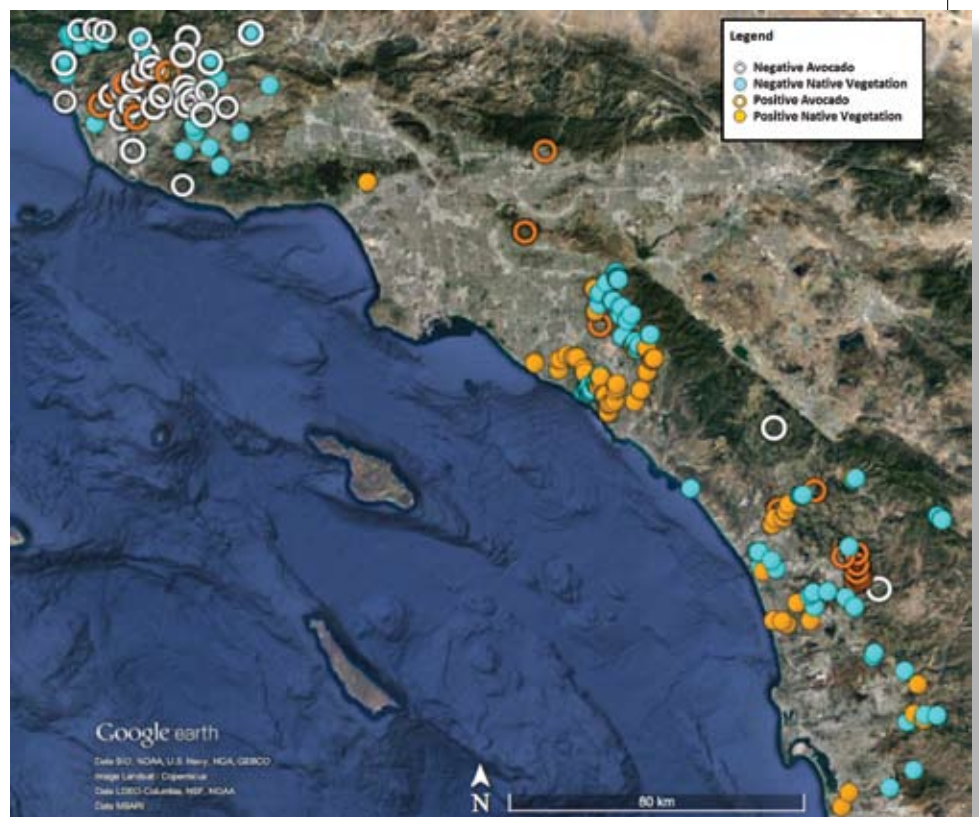 Legend
Negative Avocado
Negative Native Vegetation
Positive Avocado
Positive Native Vegetation
Google earth
Data SIO, NOAA, U.S. Navy, NGA, GEBCO
Image Landsat / Copernicus
Data LDEO-Columbia, NSF, NOAA
Data MBARI
N
60 km